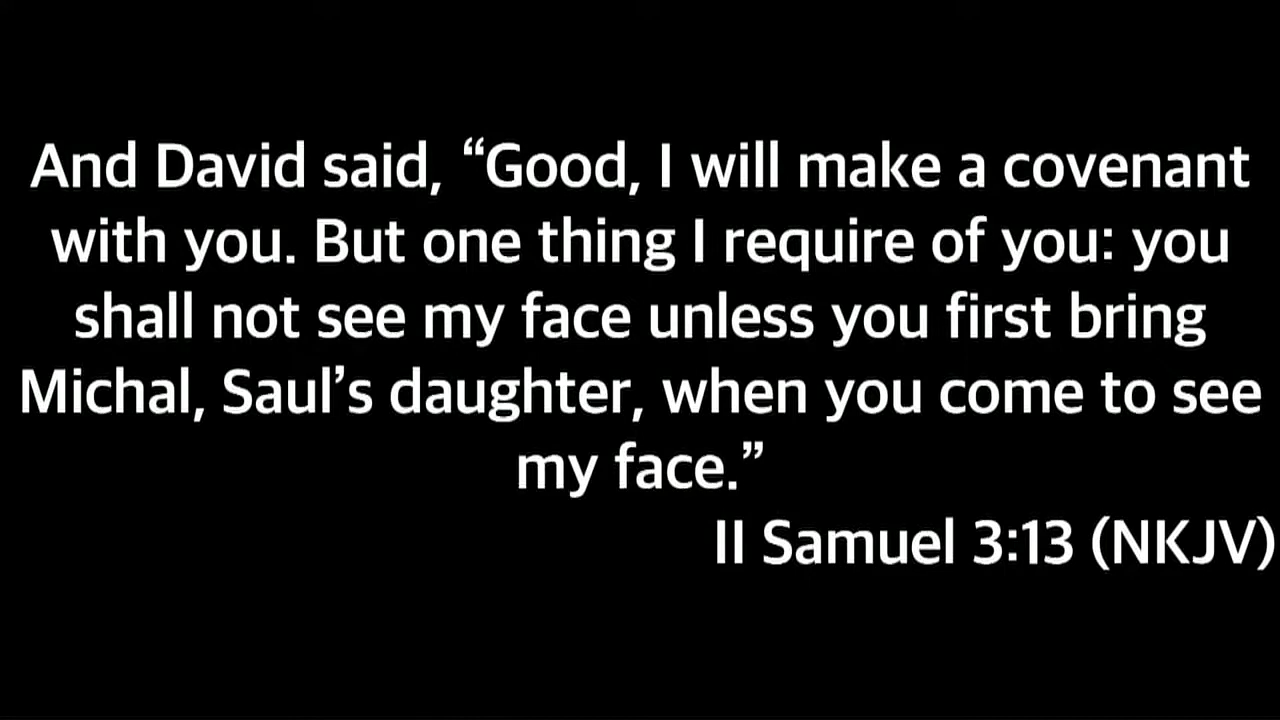 And David said, “Good, I will make a covenant
with you. But one thing I require of you: you
shall not see my face unless you first bring
Michal, Saul’s daughter, when you come to see
my face.”
II Samuel 3:13 (NKJV)